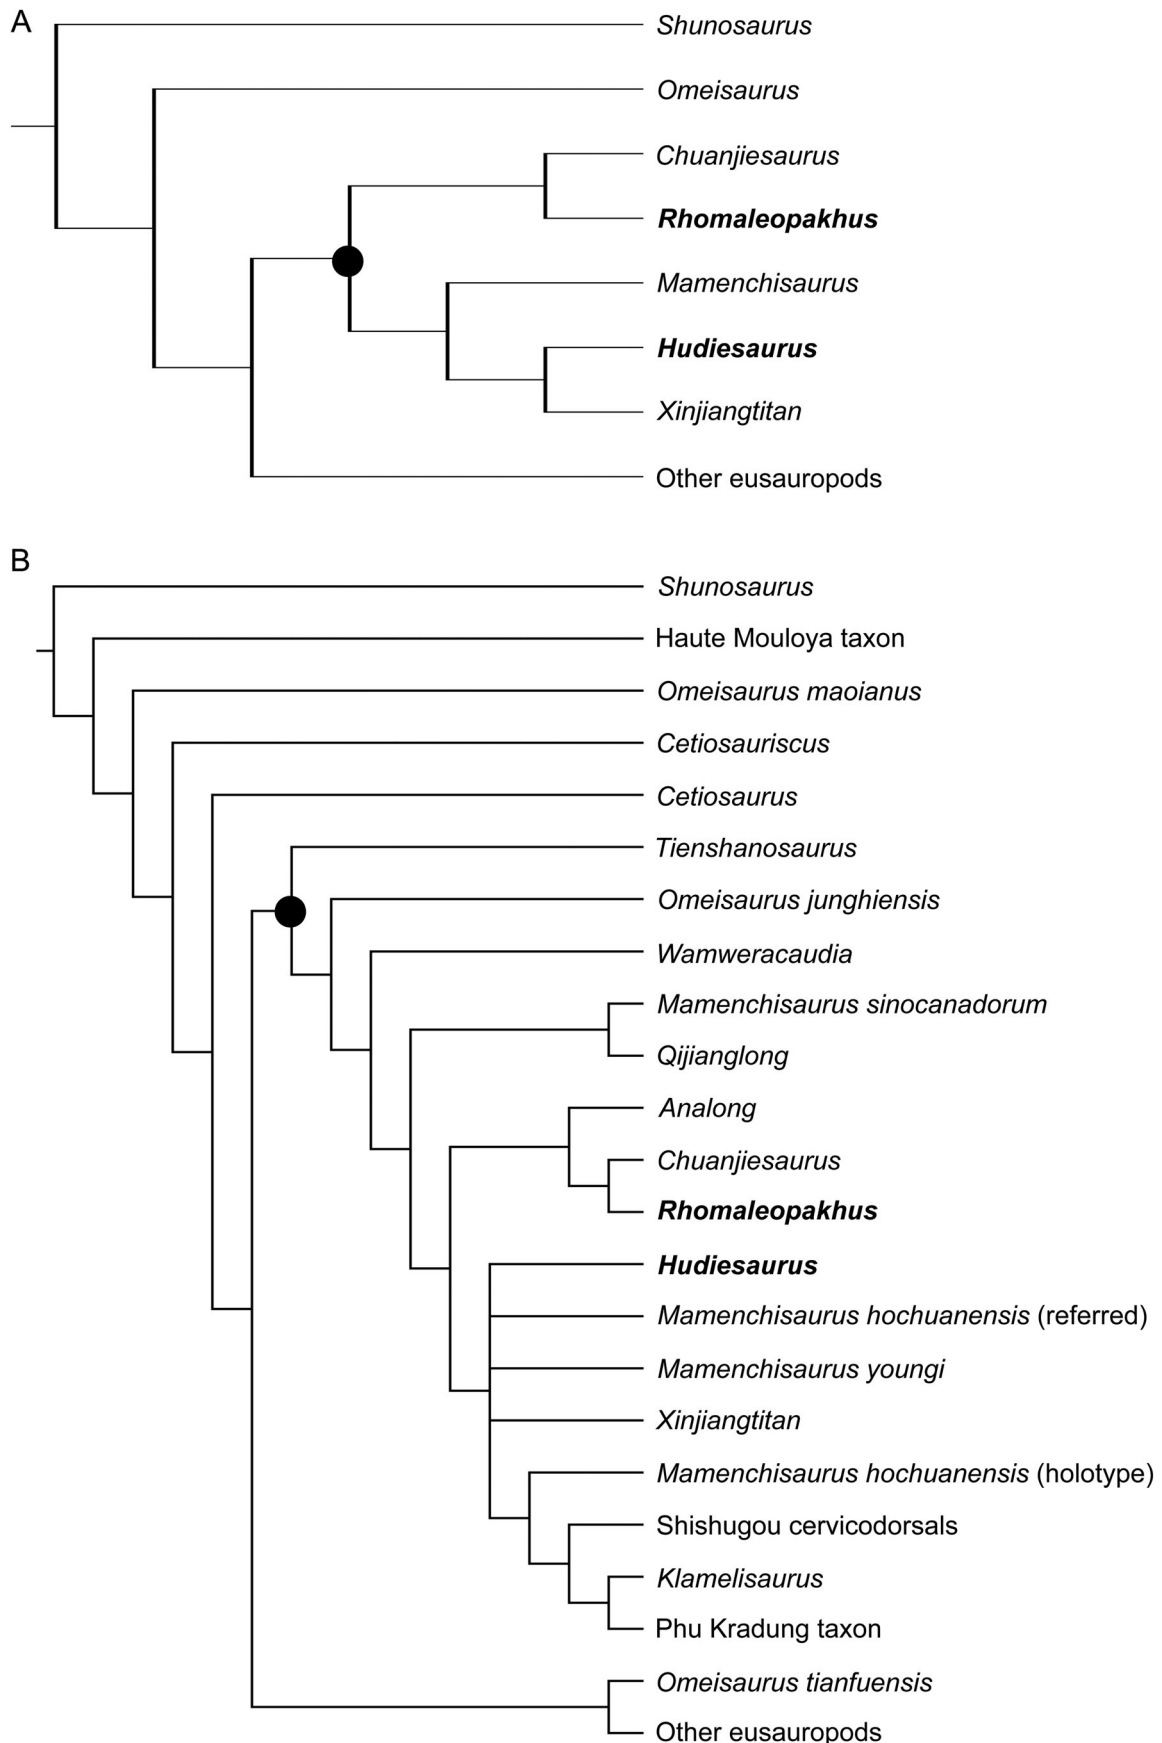 A
Shunosaurus
Omeisaurus
Chuanjiesaurus
Rhomaleopakhus
Mamenchisaurus
Hudiesaurus
Xinjiangtitan
Other eusauropods
B
Shunosaurus
Haute Mouloya taxon
Omeisaurus maoianus
Cetiosauriscus
Cetiosaurus
Tienshanosaurus
Omeisaurus junghiensis
Wamweracaudia
Mamenchisaurus sinocanadorum
Qijianglong
Analong
Chuanjiesaurus
Rhomaleopakhus
Hudiesaurus
Mamenchisaurus hochuanensis (referred)
Mamenchisaurus youngi
Xinjiangtitan
Mamenchisaurus hochuanensis (holotype)
Shishugou cervicodorsals
Klamelisaurus
Phu Kradung taxon
Omeisaurus tianfuensis
Other eusauropods